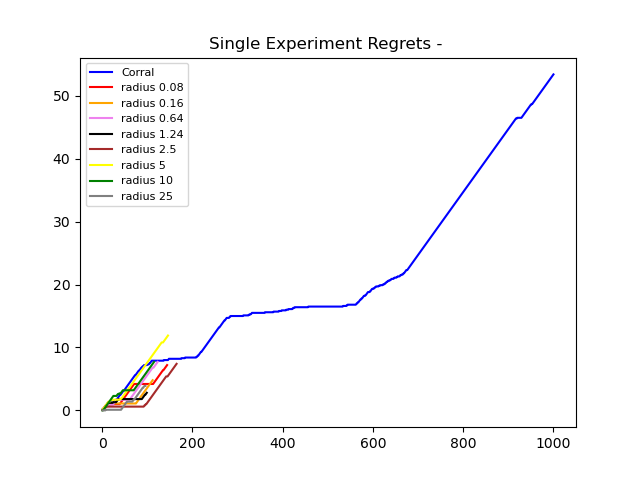 Single Experiment Regrets -
Corral
radius 0.08
radius 0.16
radius 0.64
radius 1.24
radius 2.5
radius 5
radius 10
radius 25
50
40
30
20
10
0
0 200 400 600 800 1000